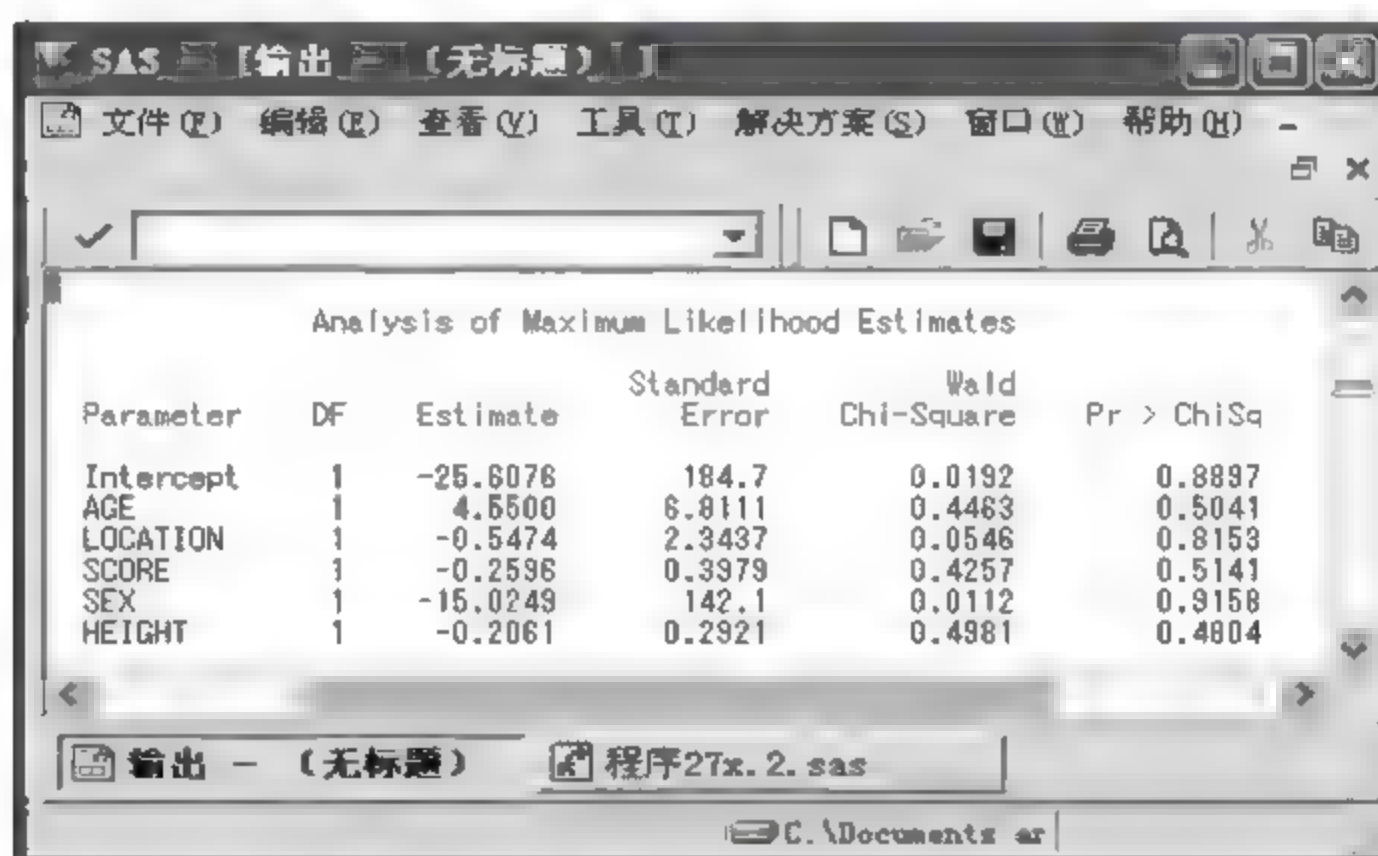 SAS - [输出 - (无标题)]
文件(F) 编辑(E) 查看(V) 工具(T) 解决方案(S) 窗口(W) 帮助(H)
Analysis of Maximum Likelihood Estimates
Standard Wald
Parameter DF Estimate Error Chi-Square Pr > ChiSq
Intercept 1 -25.6076 184.7 0.0192 0.8897
AGE 1 4.5500 6.8111 0.4463 0.5041
LOCATION 1 -0.5474 2.3437 0.0546 0.8153
SCORE 1 -0.2596 0.3979 0.4257 0.5141
SEX 1 -15.0249 142.1 0.0112 0.9158
HEIGHT 1 -0.2061 0.2921 0.4981 0.4804
输出 - (无标题) 程序27x.2.sas
C:\Documents ar